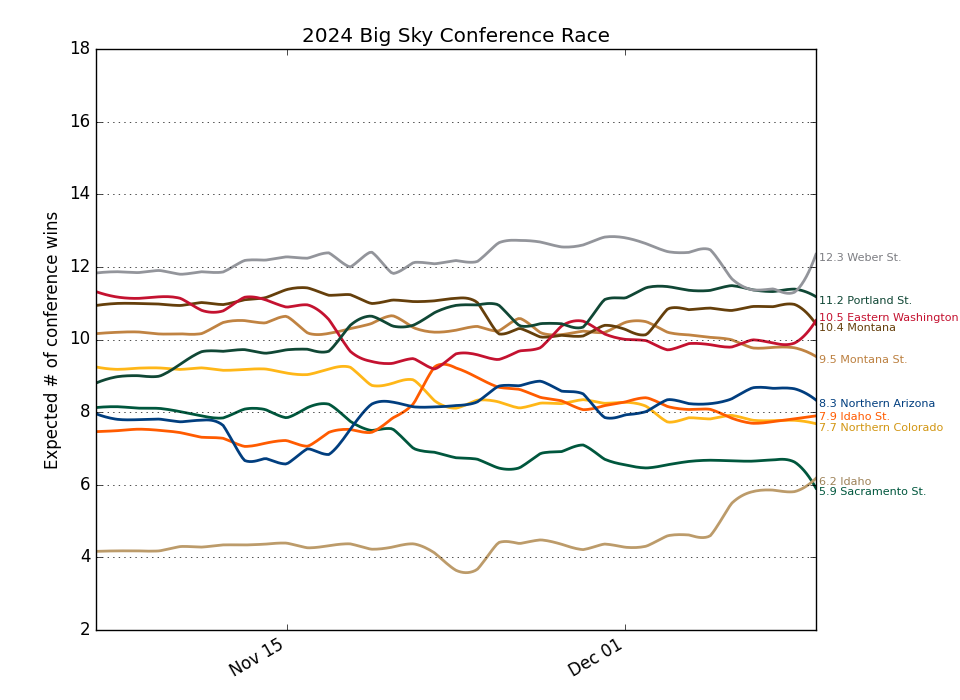 2024 Big Sky Conference Race
Expected # of conference wins
18
16
14
12
10
8
6
4
2
Nov 15
Dec 01
12.3 Weber St.
11.2 Portland St.
10.5 Eastern Washington
10.4 Montana
9.5 Montana St.
8.3 Northern Arizona
7.9 Idaho St.
7.7 Northern Colorado
6.2 Idaho
5.9 Sacramento St.